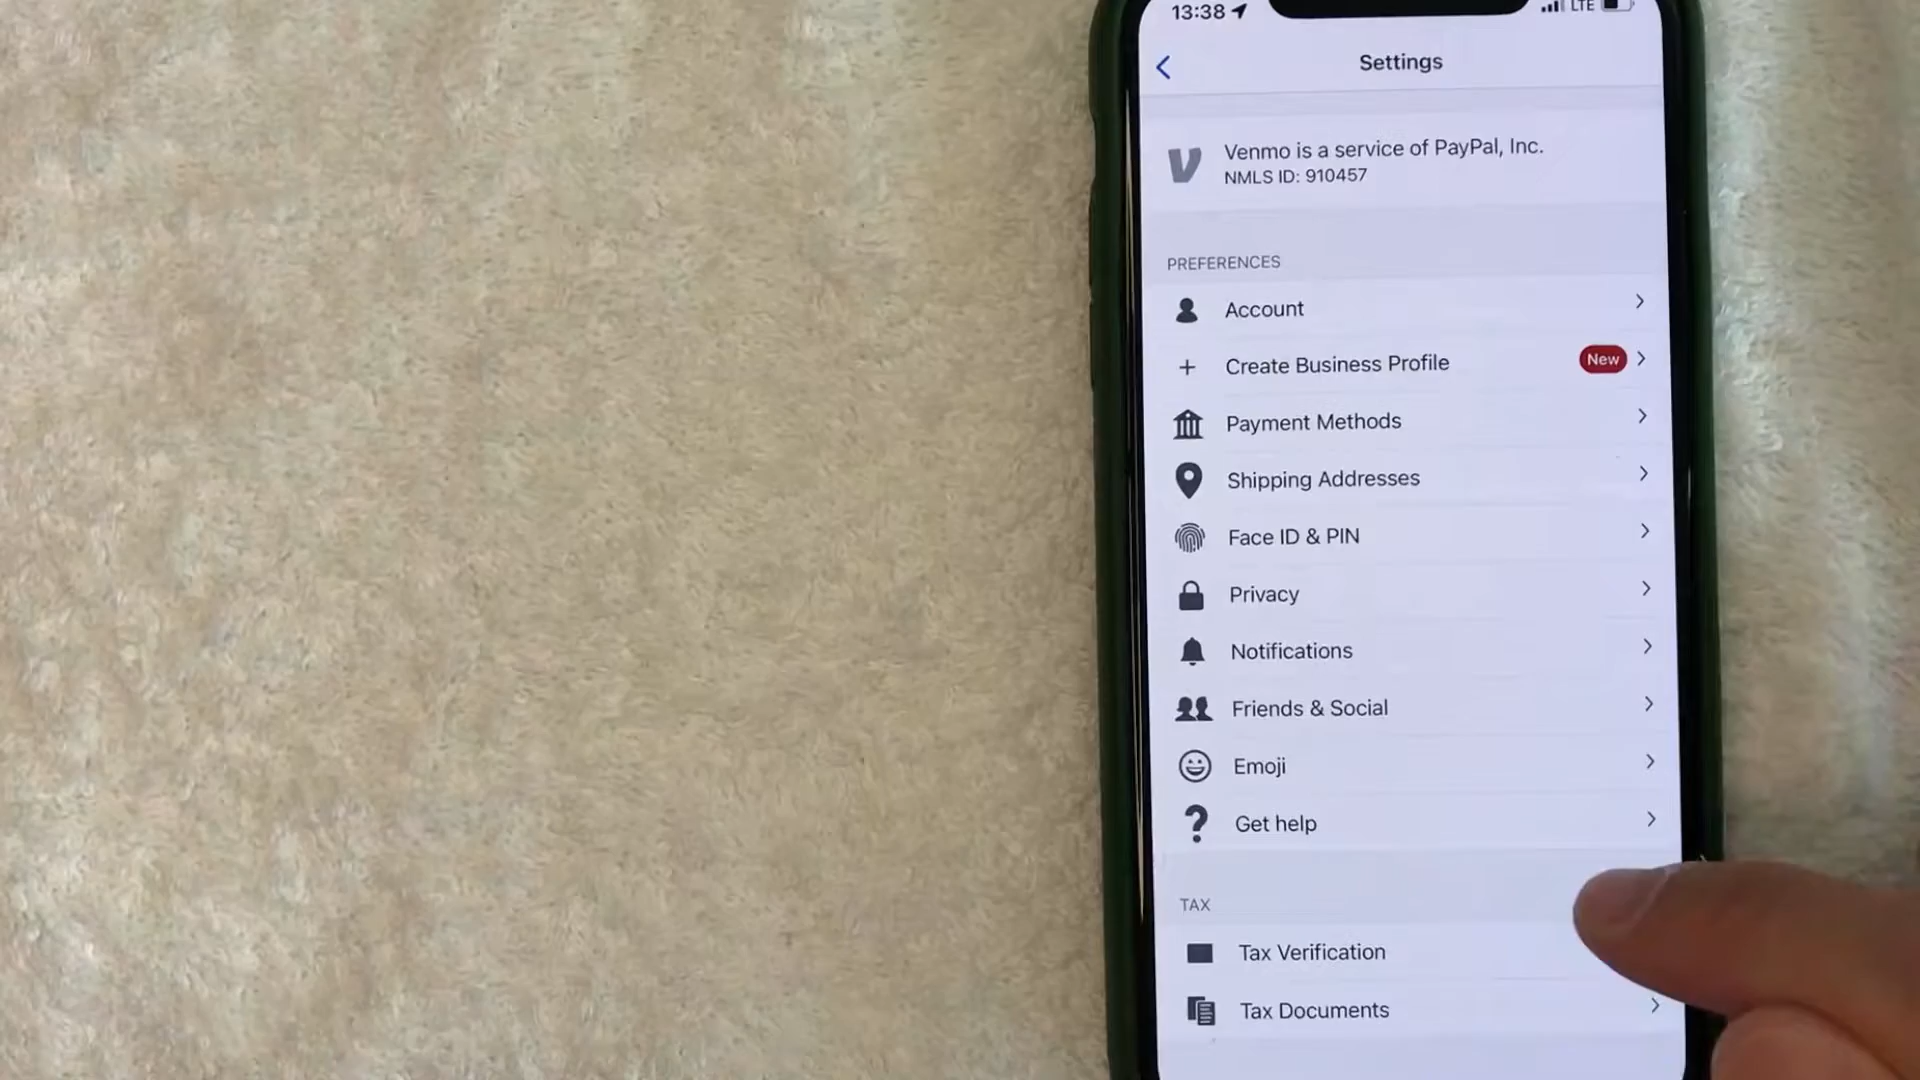 13:38
LTE
Settings
Venmo is a service of PayPal, Inc.
NMLS ID: 910457
PREFERENCES
Account
Create Business Profile New
Payment Methods
Shipping Addresses
Face ID & PIN
Privacy
Notifications
Friends & Social
Emoji
Get help
TAX
Tax Verification
Tax Documents